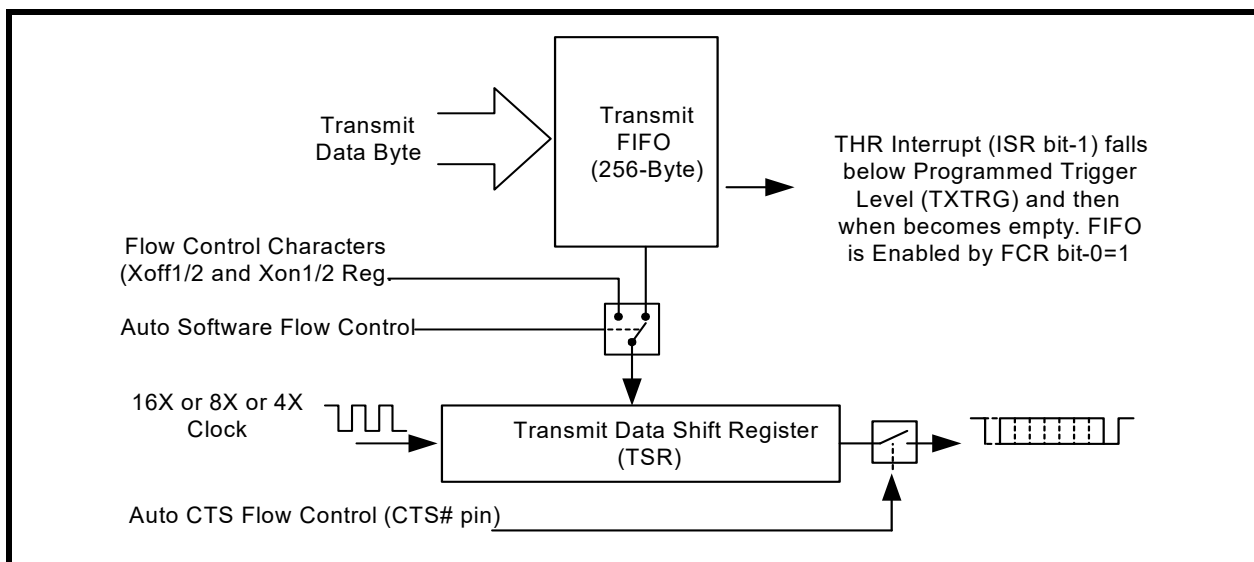 Transmit
Data Byte
Transmit
FIFO
(256-Byte)
THR Interrupt (ISR bit-1) falls
below Programmed Trigger
Level (TXTRG) and then
when becomes empty. FIFO
is Enabled by FCR bit-0=1
Flow Control Characters
(Xoff1/2 and Xon1/2 Reg.
Auto Software Flow Control
16X or 8X or 4X
Clock
Transmit Data Shift Register
(TSR)
Auto CTS Flow Control (CTS# pin)